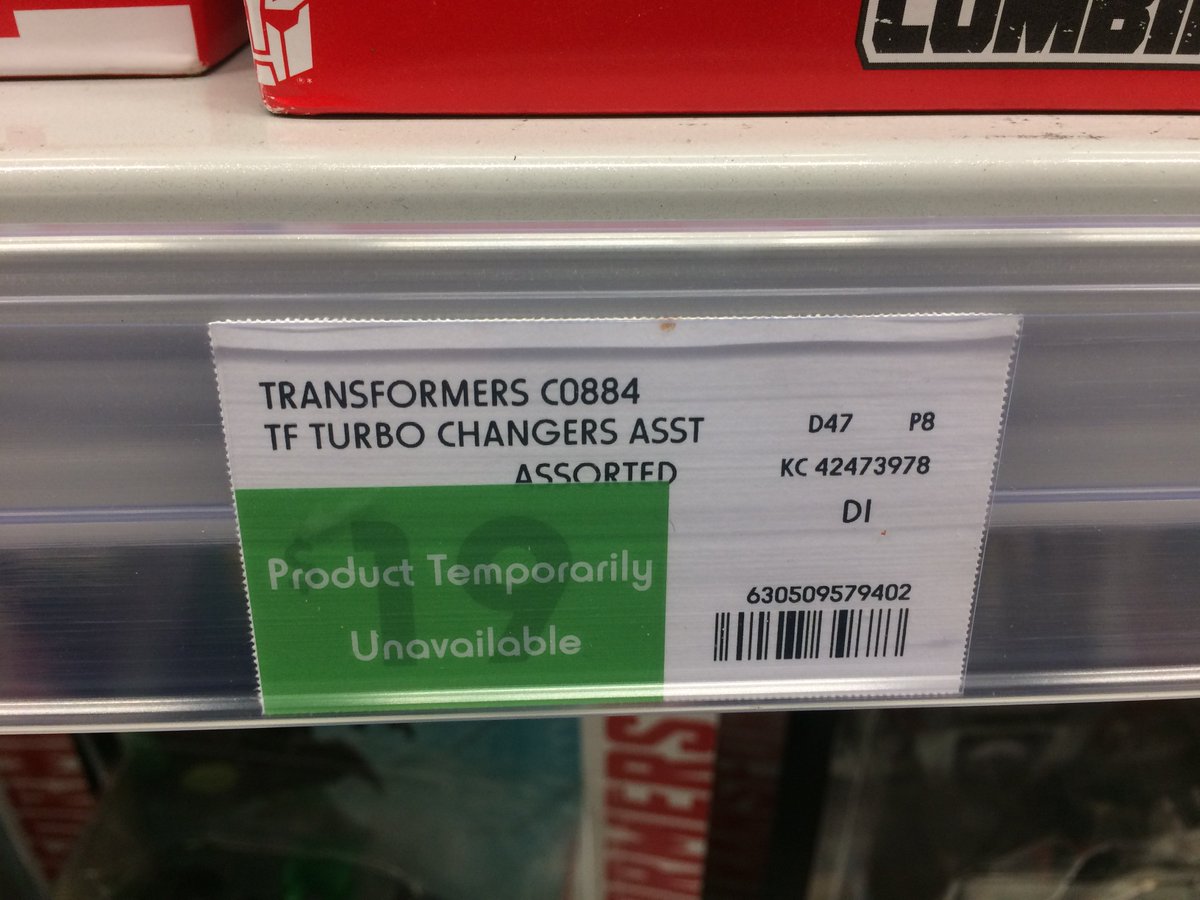 TRANSFORMERS C0884
TF TURBO CHANGERS ASST
ASSORTED
D47 P8
KC 42473978
DI
19
Product Temporarily
Unavailable
630509579402